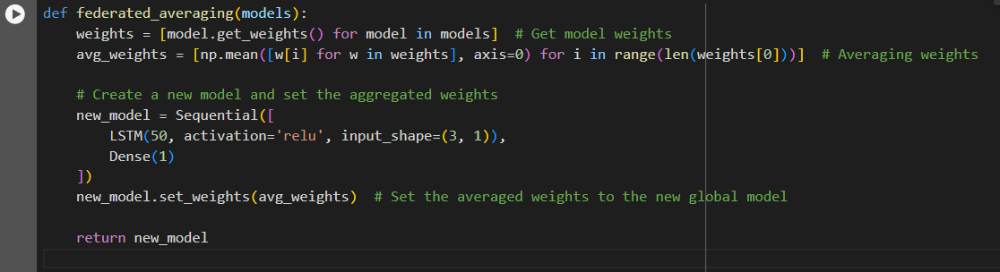 def federated_averaging(models):
    weights = [model.get_weights() for model in models]  # Get model weights
    avg_weights = [np.mean([w[i] for w in weights], axis=0) for i in range(len(weights[0]))]  # Averaging weights
    # Create a new model and set the aggregated weights
    new_model = Sequential([
        LSTM(50, activation='relu', input_shape=(3, 1)),
        Dense(1)
    ])
    new_model.set_weights(avg_weights)  # Set the averaged weights to the new global model
    return new_model